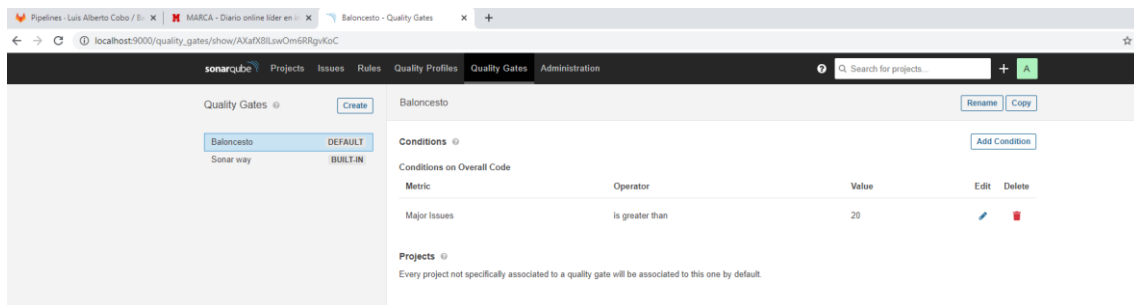 Pipelines - Luis Alberto Cobo / Ba
MARCA - Diario online líder en i
Baloncesto - Quality Gates
localhost:9000/quality_gates/show/AXafX8lLswOm6RRgvKoC
sonarqube Projects Issues Rules Quality Profiles Quality Gates Administration Search for projects... A
Quality Gates Create
Baloncesto DEFAULT
Sonar way BUILT-IN
Baloncesto Rename Copy
Conditions Add Condition
Conditions on Overall Code
Metric Operator Value Edit Delete
Major Issues is greater than 20
Projects
Every project not specifically associated to a quality gate will be associated to this one by default.